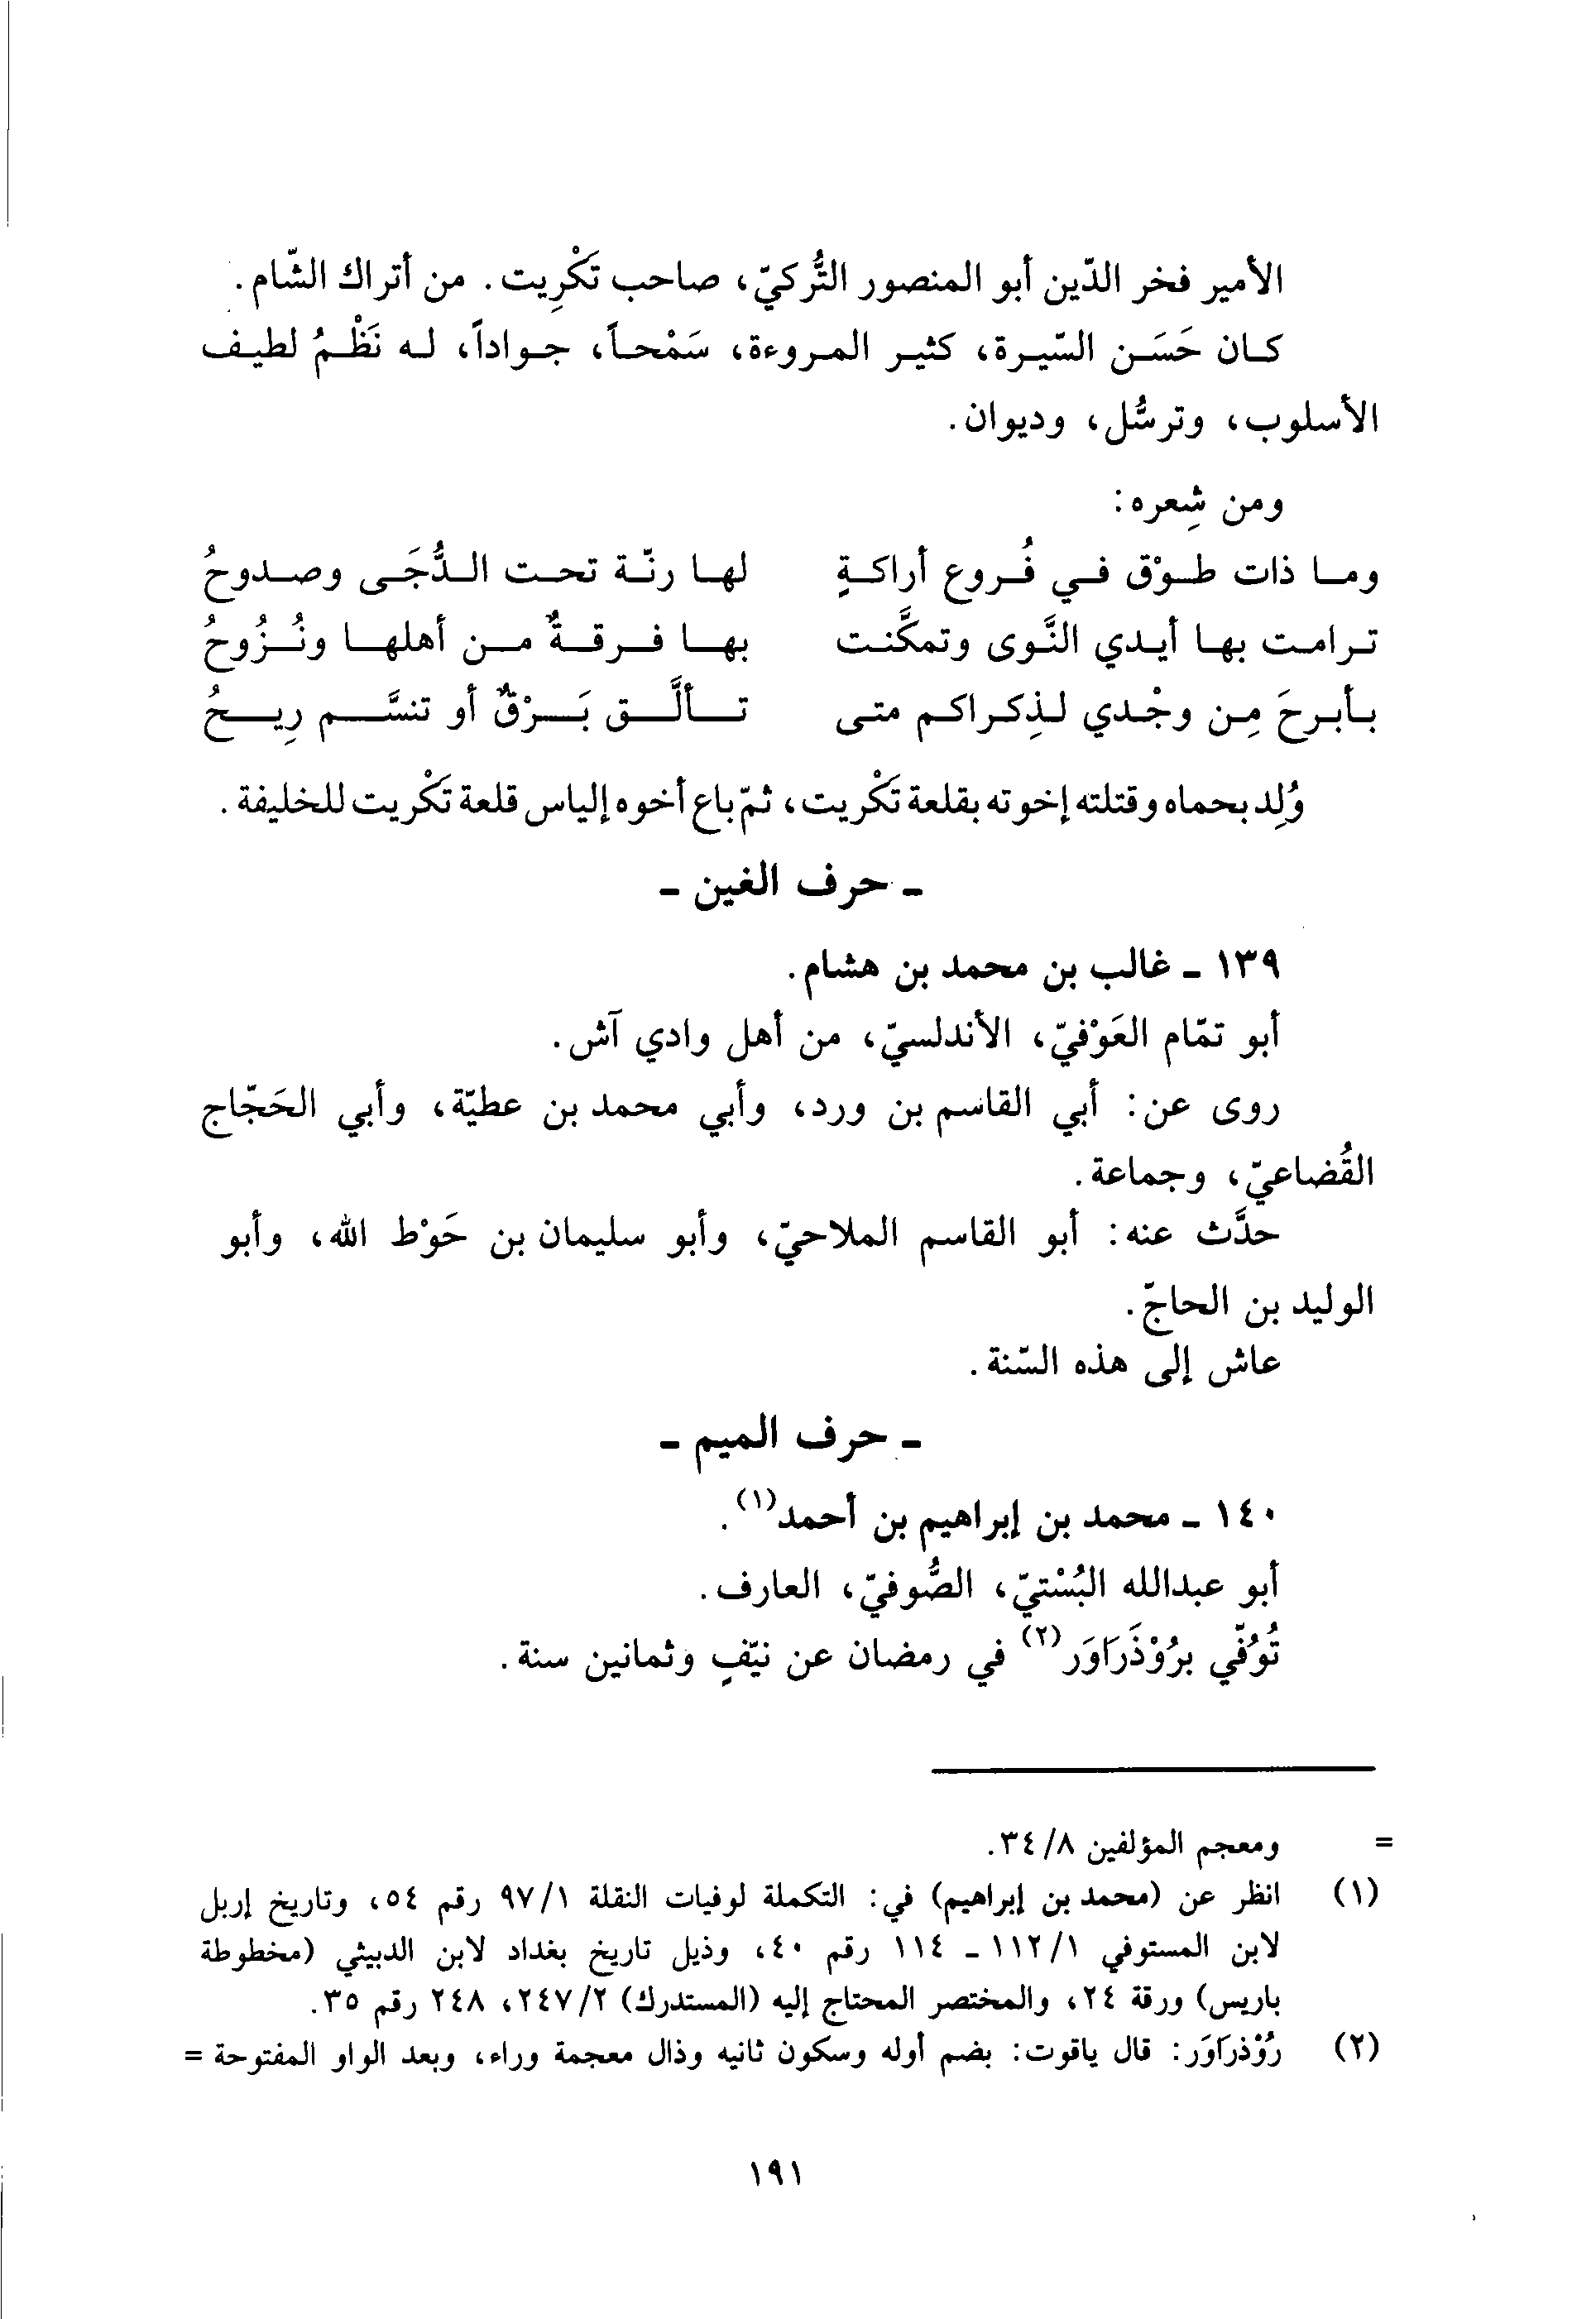 الأمير فخر الدّين أبو المنصور التُّركيّ، صاحب تَكْرِيت. من أتراك الشّام.
كان حَسَن السّيرة، كثير المروءة، سَمْحاً، جواداً، له نَظْمُ لطيف
الأسلوب، وترسُّل، وديوان.
ومن شِعره:
وما ذات طوْق في فُروع أراكةٍ لها رنّة تحت الدُّجَى وصدوحُ
ترامت بها أيدي النَّوى وتمكَّنت بها فرقةٌ من أهلها ونُزُوحُ
بأبرحَ مِن وجْدي لذِكراكم متى تألَّق بَرْقٌ أو تنسَّم رِيحُ
وُلِد بحماه وقتلته إخوته بقلعة تَكْريت، ثمّ باع أخوه إلياس قلعة تَكْريت للخليفة.
- حرف الغين -
١٣٩ - غالب بن محمد بن هشام.
أبو تمّام العَوْفيّ، الأندلسيّ، من أهل وادي آش.
روى عن: أبي القاسم بن ورد، وأبي محمد بن عطيّة، وأبي الحَجّاج
القُضاعيّ، وجماعة.
حدَّث عنه: أبو القاسم الملاحيّ، وأبو سليمان بن حَوْط الله، وأبو
الوليد بن الحاجّ.
عاش إلى هذه السّنة.
- حرف الميم -
١٤٠ - محمد بن إبراهيم بن أحمد(١).
أبو عبدالله البُسْتيّ، الصُّوفيّ، العارف.
تُوُفّي برُوْذَرَاوَر(٢) في رمضان عن نيّفٍ وثمانين سنة.
= ومعجم المؤلفين ٨/ ٣٤.
(١) انظر عن (محمد بن إبراهيم) في: التكملة لوفيات النقلة ١/ ٩٧ رقم ٥٤، وتاريخ إربل
لابن المستوفي ١/ ١١٢ - ١١٤ رقم ٤٠، وذيل تاريخ بغداد لابن الدبيثي (مخطوطة
باريس) ورقة ٢٤، والمختصر المحتاج إليه (المستدرك) ٢/ ٢٤٧، ٢٤٨ رقم ٣٥.
(٢) رُوْذرَاوَر: قال ياقوت: بضم أوله وسكون ثانيه وذال معجمة وراء، وبعد الواو المفتوحة =
١٩١